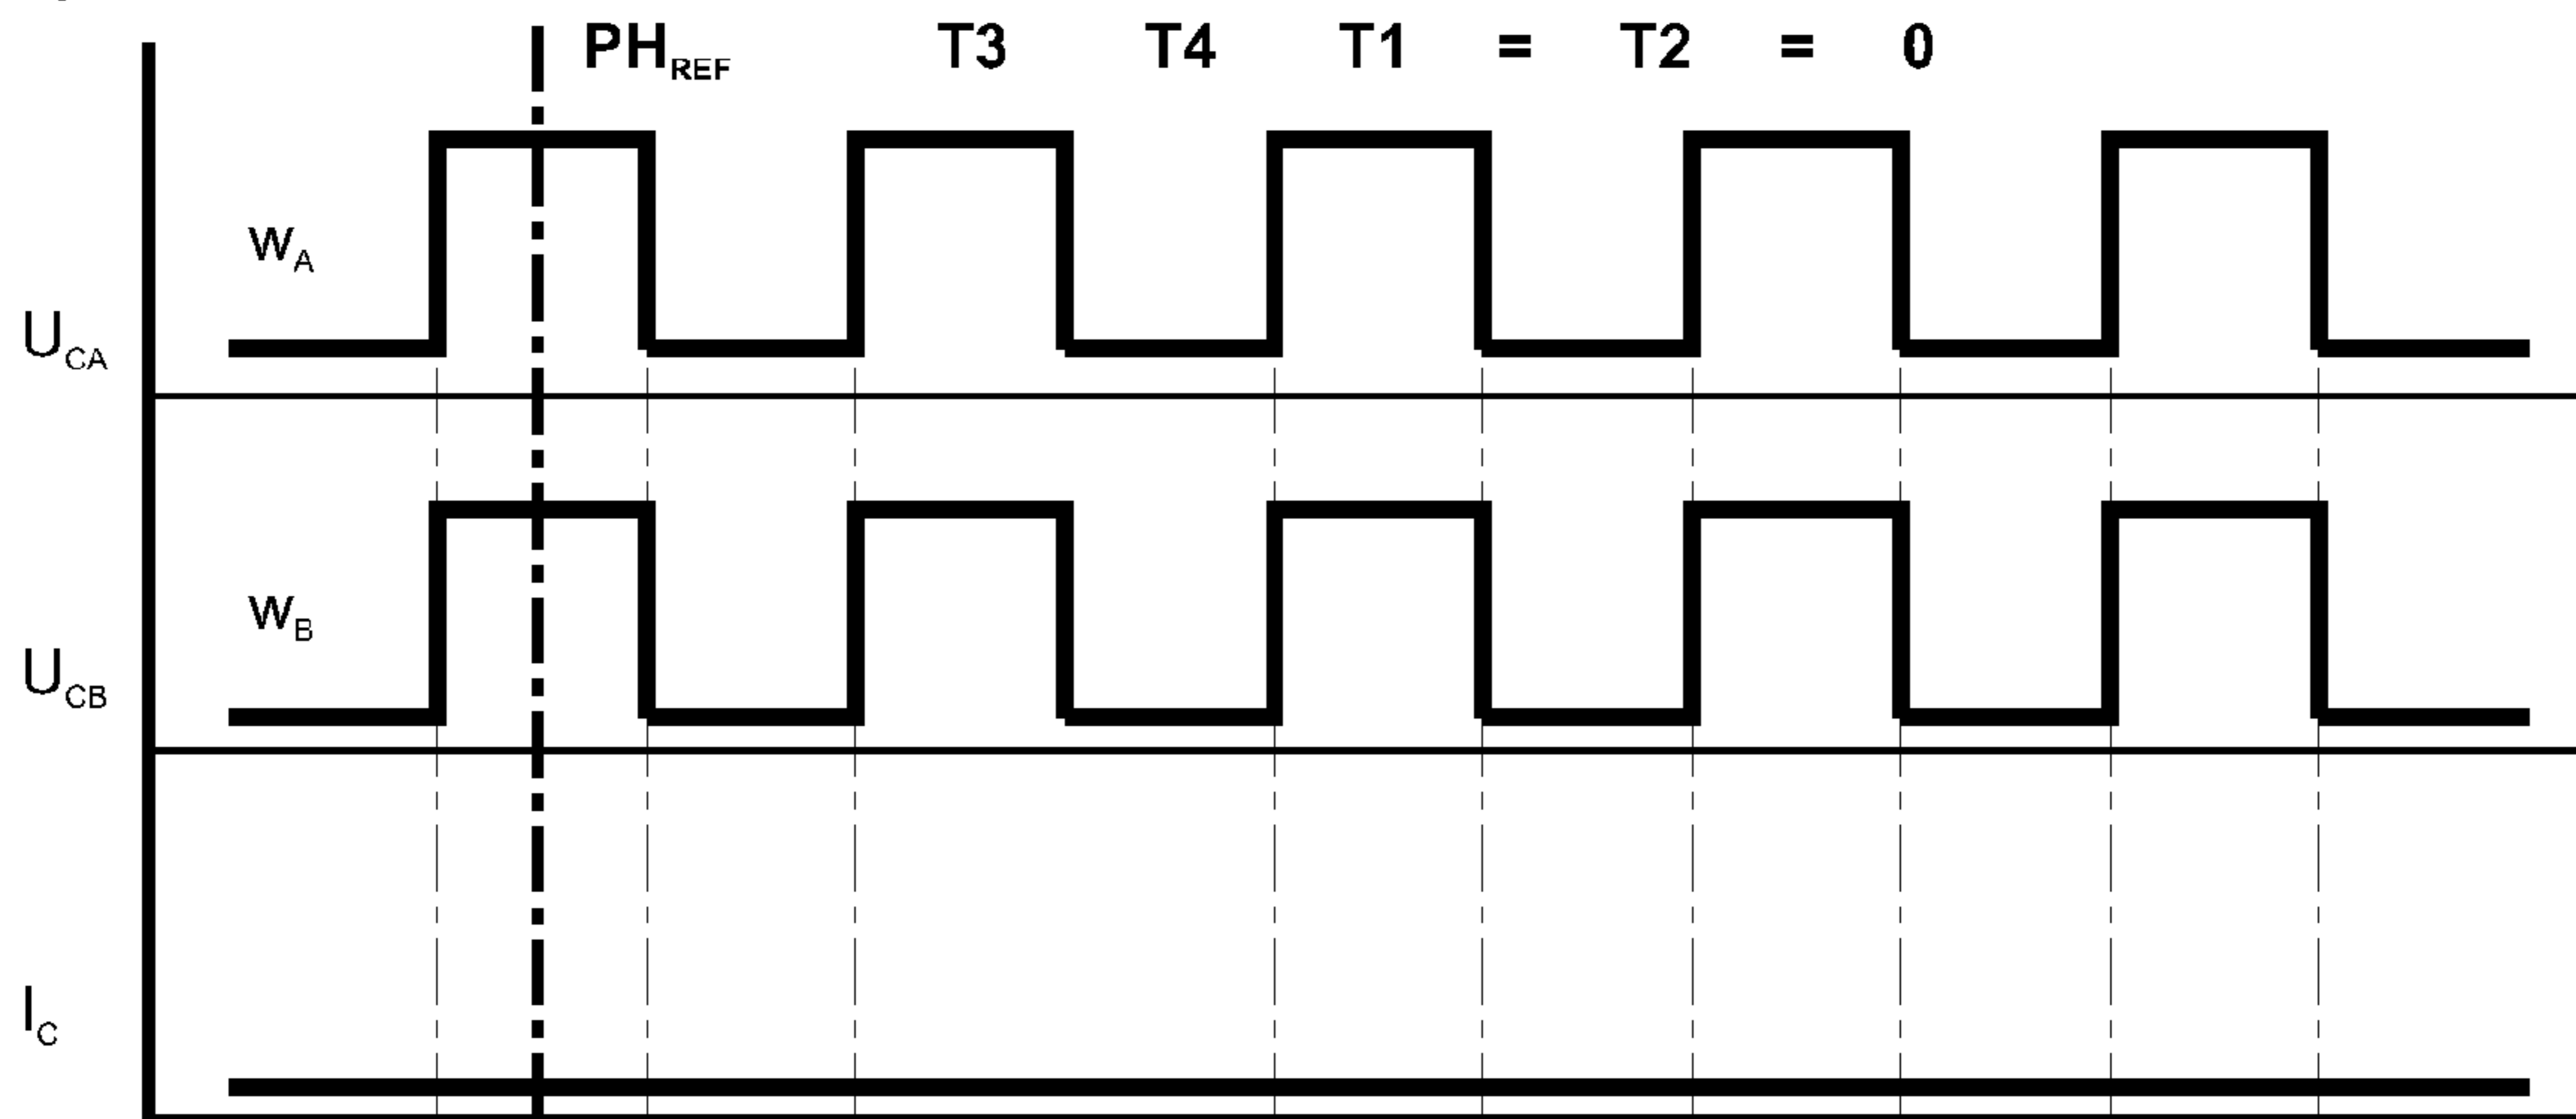 PH_REF T3 T4 T1 = T2 = 0
W_A
U_CA
W_B
U_CB
I_C